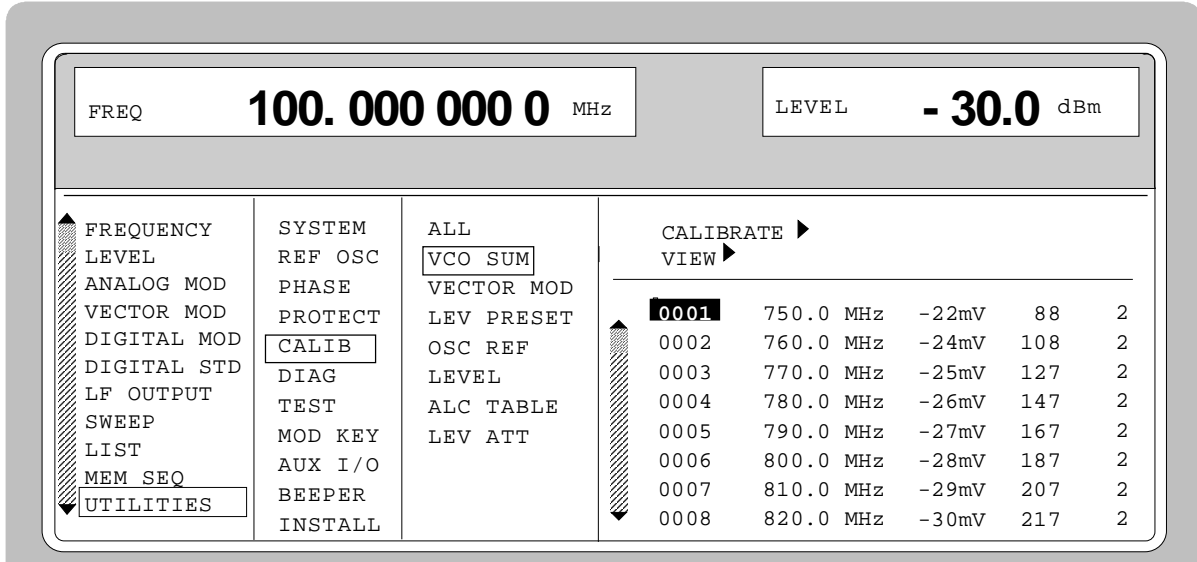 FREQ 100. 000 000 0 MHz
LEVEL - 30.0 dBm
FREQUENCY
LEVEL
ANALOG MOD
VECTOR MOD
DIGITAL MOD
DIGITAL STD
LF OUTPUT
SWEEP
LIST
MEM SEQ
UTILITIES
SYSTEM
REF OSC
PHASE
PROTECT
CALIB
DIAG
TEST
MOD KEY
AUX I/O
BEEPER
INSTALL
ALL
VCO SUM
VECTOR MOD
LEV PRESET
OSC REF
LEVEL
ALC TABLE
LEV ATT
CALIBRATE
VIEW
0001 750.0 MHz -22mV 88 2
0002 760.0 MHz -24mV 108 2
0003 770.0 MHz -25mV 127 2
0004 780.0 MHz -26mV 147 2
0005 790.0 MHz -27mV 167 2
0006 800.0 MHz -28mV 187 2
0007 810.0 MHz -29mV 207 2
0008 820.0 MHz -30mV 217 2